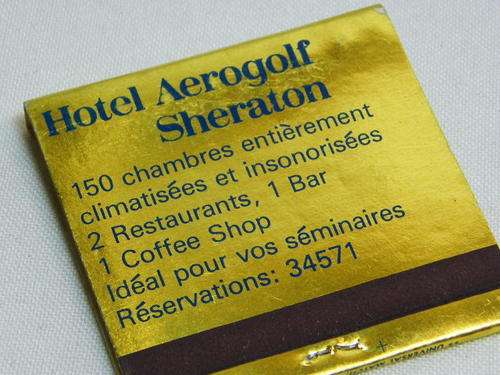 Hotel Aerogolf
Sheraton
150 chambres entièrement
climatisées et insonorisées
2 Restaurants, 1 Bar
1 Coffee Shop
Idéal pour vos séminaires
Réservations: 34571
UNIVERSAL